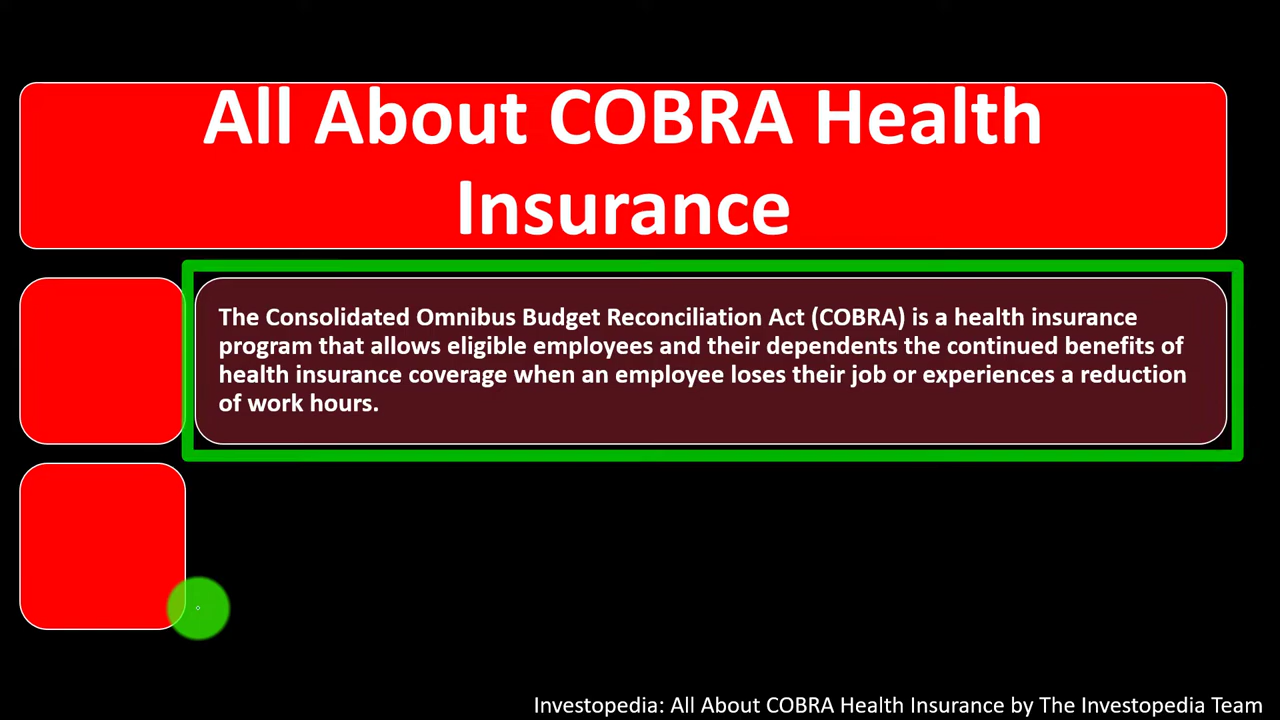 All About COBRA Health
Insurance
The Consolidated Omnibus Budget Reconciliation Act (COBRA) is a health insurance
program that allows eligible employees and their dependents the continued benefits of
health insurance coverage when an employee loses their job or experiences a reduction
of work hours.
Investopedia: All About COBRA Health Insurance by The Investopedia Team